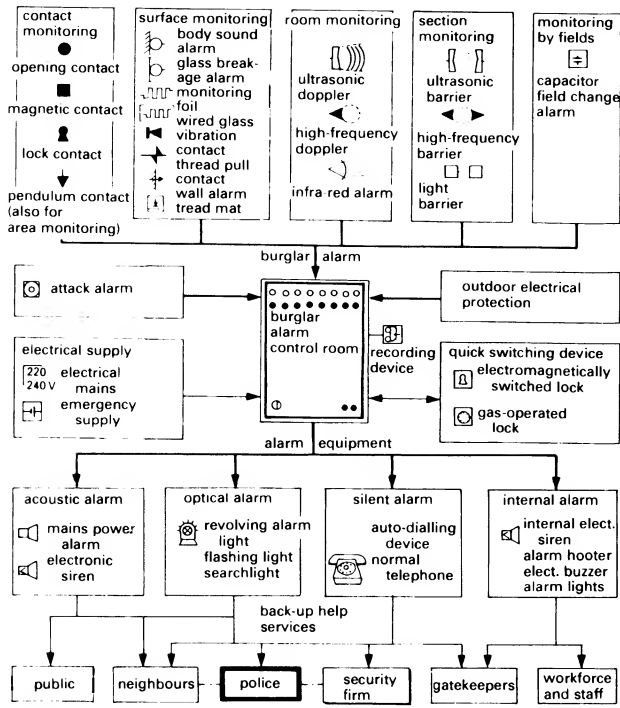 contact
monitoring
opening contact
magnetic contact
lock contact
pendulum contact
(also for
area monitoring)
surface monitoring
body sound
alarm
glass break-
age alarm
monitoring
foil
wired glass
vibration
contact
thread pull
contact
wall alarm
tread mat
room monitoring
ultrasonic
doppler
high-frequency
doppler
infra-red alarm
section
monitoring
ultrasonic
barrier
high-frequency
barrier
light
barrier
monitoring
by fields
capacitor
field change
alarm
burglar alarm
attack alarm
burglar
alarm
control room
recording
device
outdoor electrical
protection
electrical supply
220
240 V
electrical
mains
emergency
supply
quick switching device
electromagnetically
switched lock
gas-operated
lock
alarm equipment
acoustic alarm
mains power
alarm
electronic
siren
optical alarm
revolving alarm
light
flashing light
searchlight
silent alarm
auto-dialling
device
normal
telephone
internal alarm
internal elect.
siren
alarm hooter
elect. buzzer
alarm lights
back-up help
services
public
neighbours
police
security
firm
gatekeepers
workforce
and staff